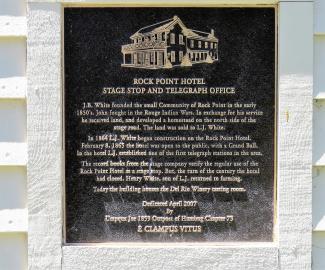 ROCK POINT HOTEL
STAGE STOP AND TELEGRAPH OFFICE
J.B. White founded the small Community of Rock Point in the early
1850's. John fought in the Rouge Indian Wars. In exchange for his service
he received land, and developed a homestead on the north side of the
stage road. The land was sold to L.J. White.
In 1864 L.J. White began construction on the Rock Point Hotel.
February 8, 1865 the hotel was open to the public, with a Grand Ball.
In the hotel L.J. established one of the first telegraph stations in the area.
The record books from the stage company verify the regular use of the
Rock Point Hotel as a stage stop. But, the turn of the century the hotel
had closed. Henry White, son of L.J. returned to farming.
Today the building houses the Del Rio Winery tasting room.
Dedicated April 2007
By
Umpqua Joe 1859 Outpost of Humbug Chapter 73
E CLAMPUS VITUS